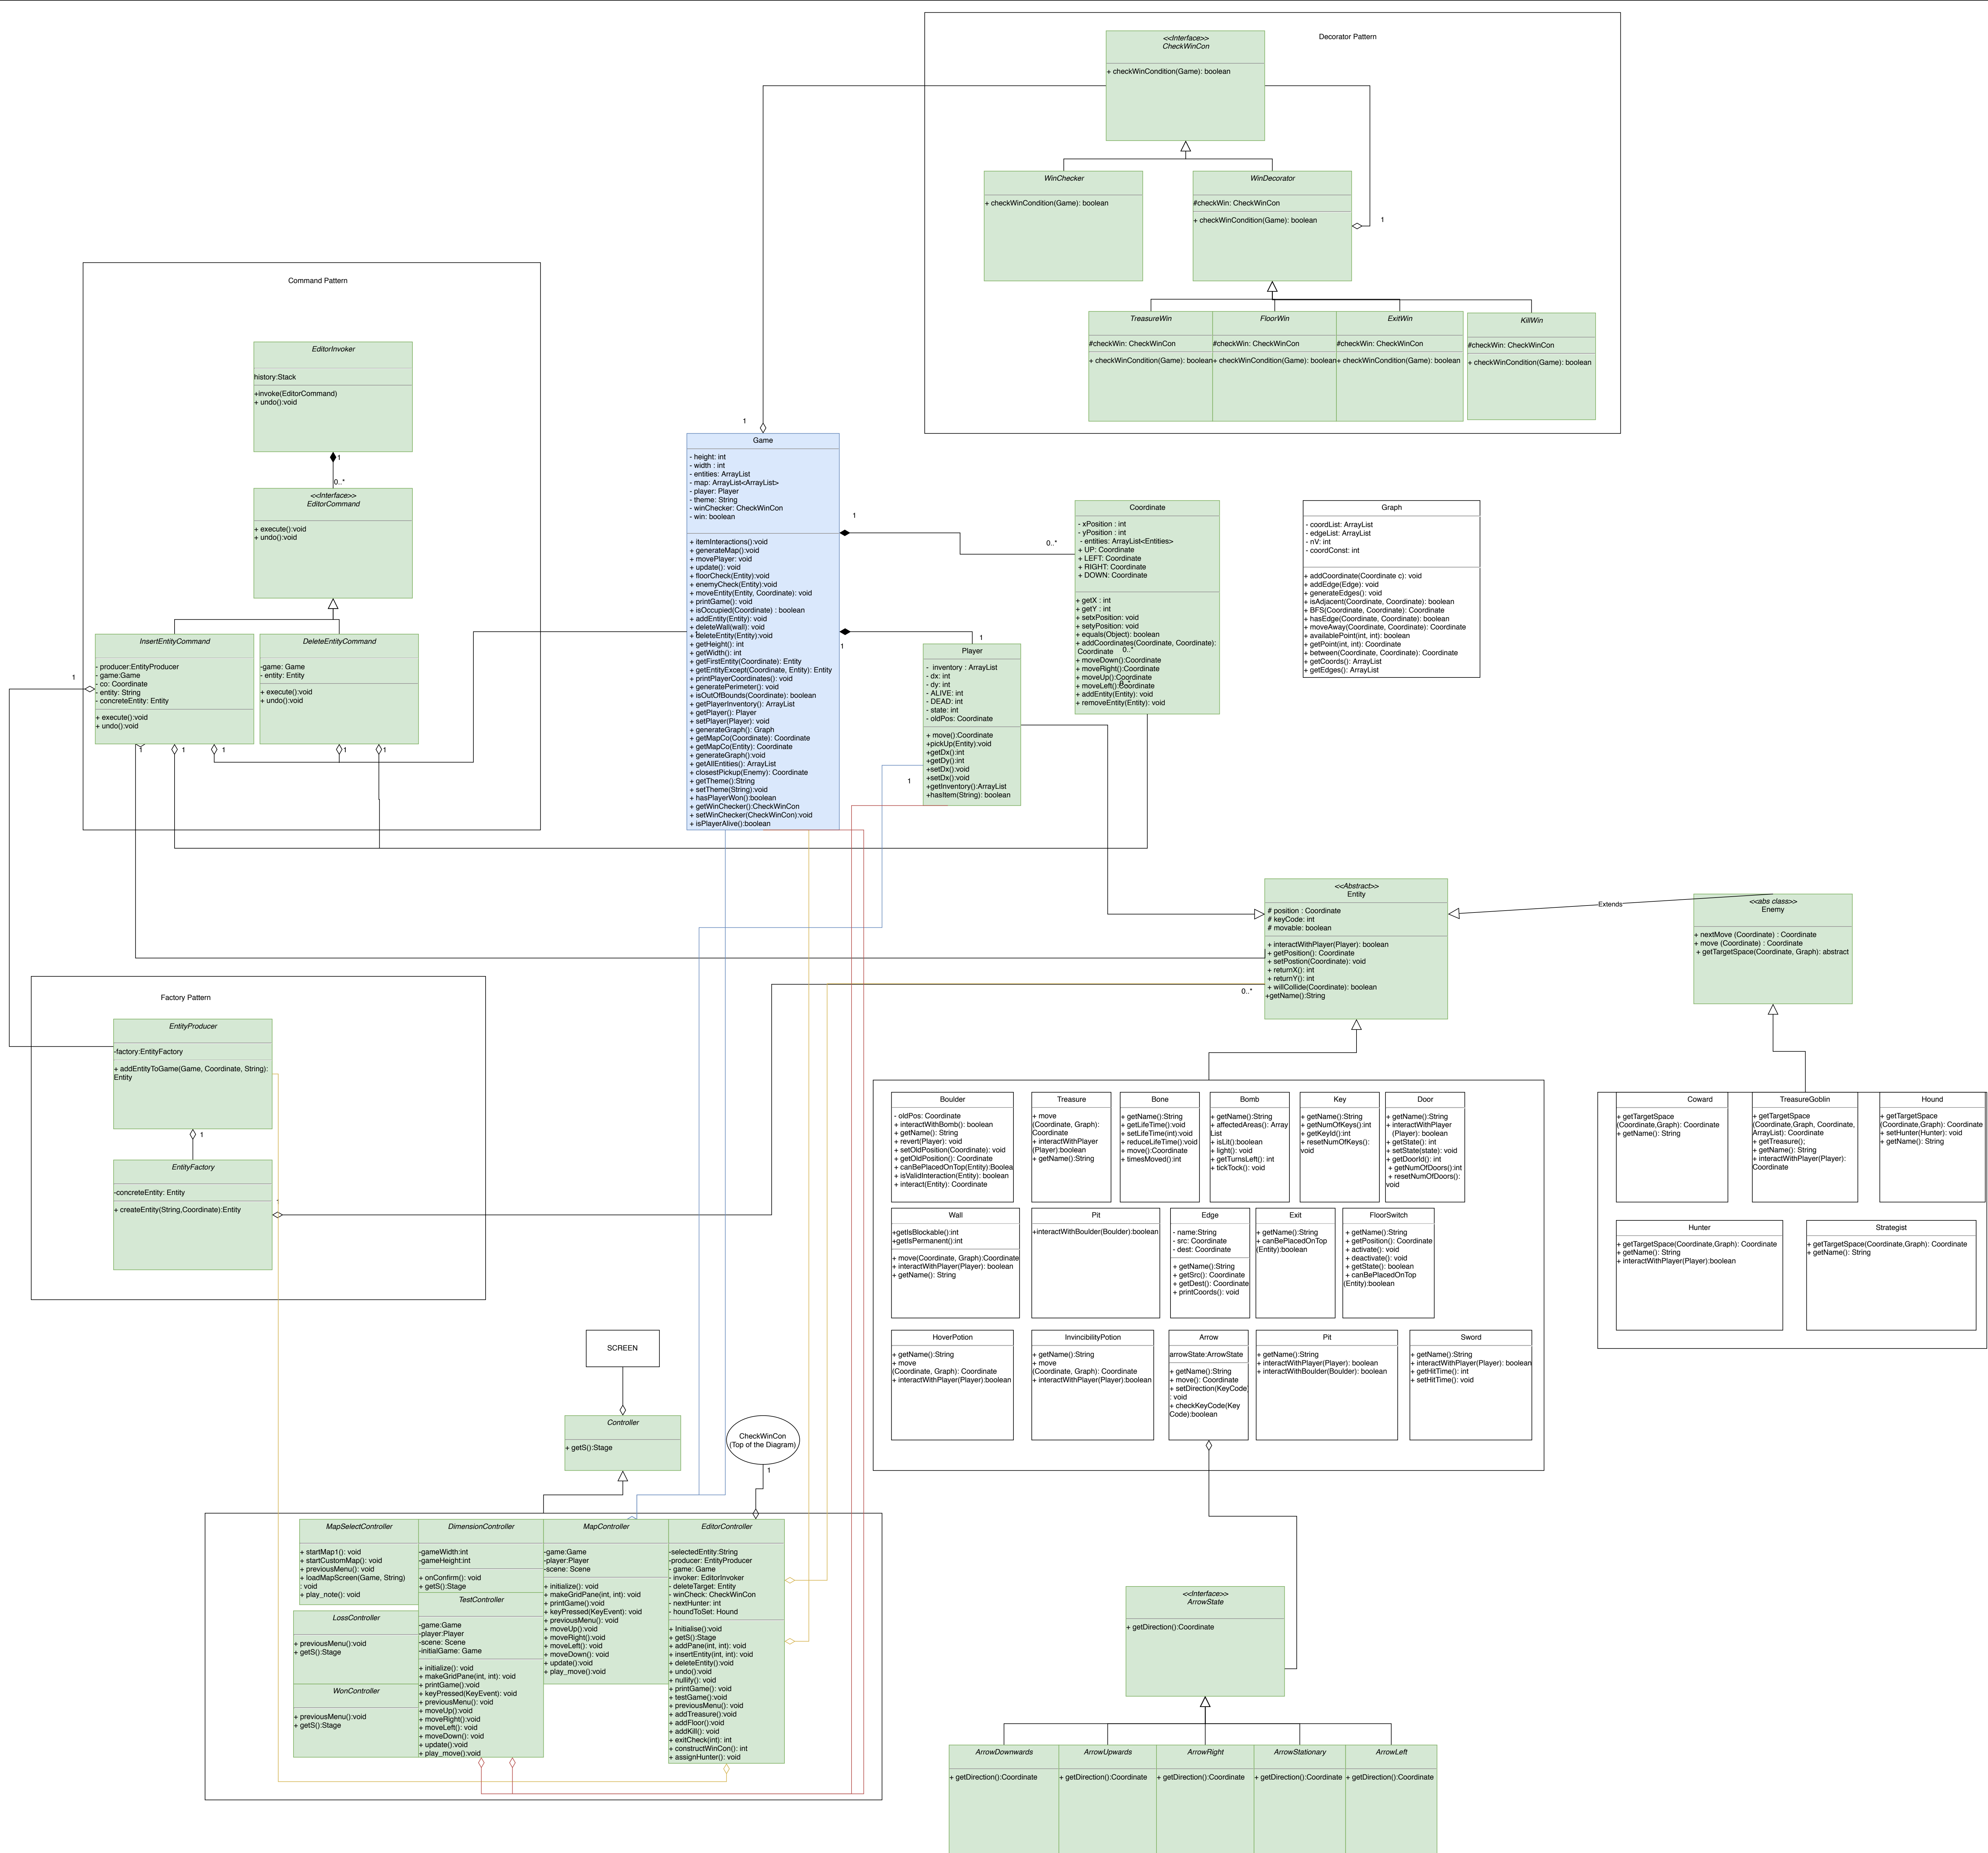 Decorator Pattern
<<Interface>>
CheckWinCon
+ checkWinCondition(Game): boolean
WinChecker
+ checkWinCondition(Game): boolean
WinDecorator
#checkWin: CheckWinCon
+ checkWinCondition(Game): boolean
1
TreasureWin
#checkWin: CheckWinCon
+ checkWinCondition(Game): boolean
FloorWin
#checkWin: CheckWinCon
+ checkWinCondition(Game): boolean
ExitWin
#checkWin: CheckWinCon
+ checkWinCondition(Game): boolean
KillWin
#checkWin: CheckWinCon
+ checkWinCondition(Game): boolean
Command Pattern
EditorInvoker
history:Stack
+invoke(EditorCommand)
+ undo():void
1
0..*
<<Interface>>
EditorCommand
+ execute():void
+ undo():void
InsertEntityCommand
- producer:EntityProducer
- game:Game
- co: Coordinate
- entity: String
- concreteEntity: Entity
+ execute():void
+ undo():void
DeleteEntityCommand
-game: Game
- entity: Entity
+ execute():void
+ undo():void
1
1
1
1
1
1
1
Game
- height: int
- width : int
- entities: ArrayList
- map: ArrayList<ArrayList>
- player: Player
- theme: String
- winChecker: CheckWinCon
- win: boolean
+ itemInteractions():void
+ generateMap():void
+ movePlayer: void
+ update(): void
+ floorCheck(Entity):void
+ enemyCheck(Entity):void
+ moveEntity(Entity, Coordinate): void
+ printGame(): void
+ isOccupied(Coordinate) : boolean
+ addEntity(Entity): void
+ deleteWall(wall): void
+ deleteEntity(Entity):void
+ getHeight(): int
+ getWidth(): int
+ getFirstEntity(Coordinate): Entity
+ getEntityExcept(Coordinate, Entity): Entity
+ printPlayerCoordinates(): void
+ generatePerimeter(): void
+ isOutOfBounds(Coordinate): boolean
+ getPlayerInventory(): ArrayList
+ getPlayer(): Player
+ setPlayer(Player): void
+ generateGraph(): Graph
+ getMapCo(Coordinate): Coordinate
+ getMapCo(Entity): Coordinate
+ generateGraph():void
+ getAllEntities(): ArrayList
+ closestPickup(Enemy): Coordinate
+ getTheme():String
+ setTheme(String):void
+ hasPlayerWon():boolean
+ getWinChecker():CheckWinCon
+ setWinChecker(CheckWinCon):void
+ isPlayerAlive():boolean
1
0..*
1
1
1
Coordinate
- xPosition : int
- yPosition : int
- entities: ArrayList<Entities>
+ UP: Coordinate
+ LEFT: Coordinate
+ RIGHT: Coordinate
+ DOWN: Coordinate
+ getX : int
+ getY : int
+ setxPosition: void
+ setyPosition: void
+ equals(Object): boolean
+ addCoordinates(Coordinate, Coordinate):
Coordinate
0..*
+ moveDown():Coordinate
+ moveRight():Coordinate
+ moveUp():Coordinate
+ moveLeft():Coordinate
+ addEntity(Entity): void
+ removeEntity(Entity): void
Graph
- coordList: ArrayList
- edgeList: ArrayList
- nV: int
- coordConst: int
+ addCoordinate(Coordinate c): void
+ addEdge(Edge): void
+ generateEdges(): void
+ isAdjacent(Coordinate, Coordinate): boolean
+ BFS(Coordinate, Coordinate): Coordinate
+ hasEdge(Coordinate, Coordinate): boolean
+ moveAway(Coordinate, Coordinate): Coordinate
+ availablePoint(int, int): boolean
+ getPoint(int, int): Coordinate
+ between(Coordinate, Coordinate): Coordinate
+ getCoords(): ArrayList
+ getEdges(): ArrayList
Player
- inventory : ArrayList
- dx: int
- dy: int
- ALIVE: int
- DEAD: int
- state: int
- oldPos: Coordinate
+ move():Coordinate
+pickUp(Entity):void
+getDx():int
+getDy():int
+setDx():void
+setDx():void
+getInventory():ArrayList
+hasItem(String): boolean
1
<<Abstract>>
Entity
# position : Coordinate
# keyCode: int
# movable: boolean
+ interactWithPlayer(Player): boolean
+ getPosition(): Coordinate
+ setPostion(Coordinate): void
+ returnX(): int
+ returnY(): int
+ willCollide(Coordinate): boolean
+getName():String
0..*
Extends
<<abs class>>
Enemy
+ nextMove (Coordinate) : Coordinate
+ move (Coordinate) : Coordinate
+ getTargetSpace(Coordinate, Graph): abstract
Factory Pattern
EntityProducer
-factory:EntityFactory
+ addEntityToGame(Game, Coordinate, String):
Entity
1
EntityFactory
-concreteEntity: Entity
+ createEntity(String,Coordinate):Entity
Boulder
- oldPos: Coordinate
+ interactWithBomb(): boolean
+ getName(): String
+ revert(Player): void
+ setOldPosition(Coordinate): void
+ getOldPosition(): Coordinate
+ canBePlacedOnTop(Entity):Boolea
+ isValidInteraction(Entity): boolean
+ interact(Entity): Coordinate
Treasure
+ move
(Coordinate, Graph):
Coordinate
+ interactWithPlayer
(Player):boolean
+ getName():String
Bone
+ getName():String
+ getLifeTime():void
+ setLifeTime(int):void
+ reduceLifeTime():void
+ move():Coordinate
+ timesMoved():int
Bomb
+ getName():String
+ affectedAreas(): Array
List
+ isLit():boolean
+ light(): void
+ getTurnsLeft(): int
+ tickTock(): void
Key
+ getName():String
+ getNumOfKeys():int
+ getKeyId():int
+ resetNumOfKeys():
void
Door
+ getName():String
+ interactWithPlayer
(Player): boolean
+ getState(): int
+ setState(state): void
+ getDoorId(): int
+ getNumOfDoors():int
+ resetNumOfDoors():
void
Coward
+ getTargetSpace
(Coordinate,Graph): Coordinate
+ getName(): String
TreasureGoblin
+ getTargetSpace
(Coordinate,Graph, Coordinate,
ArrayList): Coordinate
+ getTreasure();
+ getName(): String
+ interactWithPlayer(Player):
Coordinate
Hound
+ getTargetSpace
(Coordinate,Graph): Coordinate
+ setHunter(Hunter): void
+ getName(): String
Wall
+getIsBlockable():int
+getIsPermanent():int
+ move(Coordinate, Graph):Coordinate
+ interactWithPlayer(Player): boolean
+ getName(): String
Pit
+interactWithBoulder(Boulder):boolean
Edge
- name:String
- src: Coordinate
- dest: Coordinate
+ getName():String
+ getSrc(): Coordinate
+ getDest(): Coordinate
+ printCoords(): void
Exit
+ getName():String
+ canBePlacedOnTop
(Entity):boolean
FloorSwitch
+ getName():String
+ getPosition(): Coordinate
+ activate(): void
+ deactivate(): void
+ getState(): boolean
+ canBePlacedOnTop
(Entity):boolean
Hunter
+ getTargetSpace(Coordinate,Graph): Coordinate
+ getName(): String
+ interactWithPlayer(Player):boolean
Strategist
+ getTargetSpace(Coordinate,Graph): Coordinate
+ getName(): String
HoverPotion
+ getName():String
+ move
(Coordinate, Graph): Coordinate
+ interactWithPlayer(Player):boolean
InvincibilityPotion
+ getName():String
+ move
(Coordinate, Graph): Coordinate
+ interactWithPlayer(Player):boolean
Arrow
arrowState:ArrowState
+ getName():String
+ move(): Coordinate
+ setDirection(KeyCode)
: void
+ checkKeyCode(Key
Code):boolean
Pit
+ getName():String
+ interactWithPlayer(Player): boolean
+ interactWithBoulder(Boulder): boolean
Sword
+ getName():String
+ interactWithPlayer(Player): boolean
+ getHitTime(): int
+ setHitTime(): void
SCREEN
Controller
+ getS():Stage
CheckWinCon
(Top of the Diagram)
1
MapSelectController
+ startMap1(): void
+ startCustomMap(): void
+ previousMenu(): void
+ loadMapScreen(Game, String)
: void
+ play_note(): void
LossController
+ previousMenu():void
+ getS():Stage
WonController
+ previousMenu():void
+ getS():Stage
DimensionController
-gameWidth:int
-gameHeight:int
+ onConfirm(): void
+ getS():Stage
TestController
-game:Game
-player:Player
-scene: Scene
-initialGame: Game
+ initialize(): void
+ makeGridPane(int, int): void
+ printGame():void
+ keyPressed(KeyEvent): void
+ previousMenu(): void
+ moveUp():void
+ moveRight():void
+ moveLeft(): void
+ moveDown(): void
+ update():void
+ play_move():void
MapController
-game:Game
-player:Player
-scene: Scene
+ initialize(): void
+ makeGridPane(int, int): void
+ printGame():void
+ keyPressed(KeyEvent): void
+ previousMenu(): void
+ moveUp():void
+ moveRight():void
+ moveLeft(): void
+ moveDown(): void
+ update():void
+ play_move():void
EditorController
-selectedEntity:String
-producer: EntityProducer
- game: Game
- invoker: EditorInvoker
- deleteTarget: Entity
- winCheck: CheckWinCon
- nextHunter: int
- houndToSet: Hound
+ Initialise():void
+ getS():Stage
+ addPane(int, int): void
+ insertEntity(int, int): void
+ deleteEntity():void
+ undo():void
+ nullify(): void
+ printGame(): void
+ testGame():void
+ previousMenu(): void
+ addTreasure(): void
+ addFloor():void
+ addKill(): void
+ exitCheck(int): int
+ constructWinCon(): int
+ assignHunter(): void
<<Interface>>
ArrowState
+ getDirection():Coordinate
ArrowDownwards
+ getDirection():Coordinate
ArrowUpwards
+ getDirection():Coordinate
ArrowRight
+ getDirection():Coordinate
ArrowStationary
+ getDirection():Coordinate
ArrowLeft
+ getDirection():Coordinate